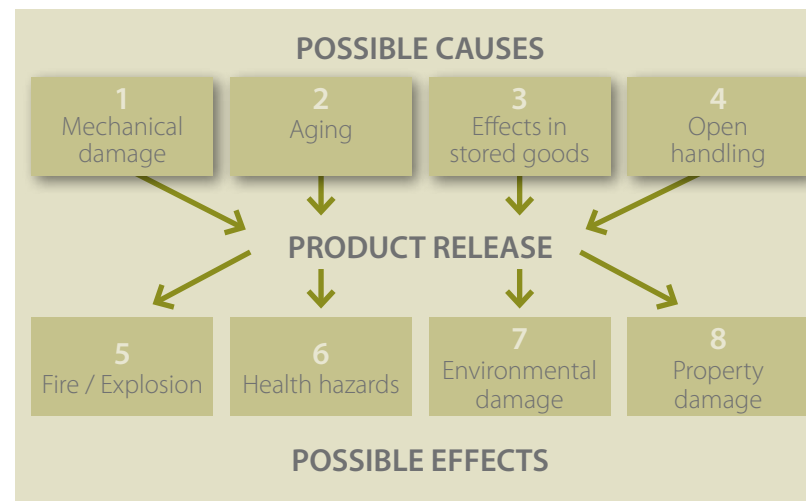 POSSIBLE CAUSES
1
Mechanical
damage
2
Aging
3
Effects in
stored goods
4
Open
handling
PRODUCT RELEASE
5
Fire / Explosion
6
Health hazards
7
Environmental
damage
8
Property
damage
POSSIBLE EFFECTS